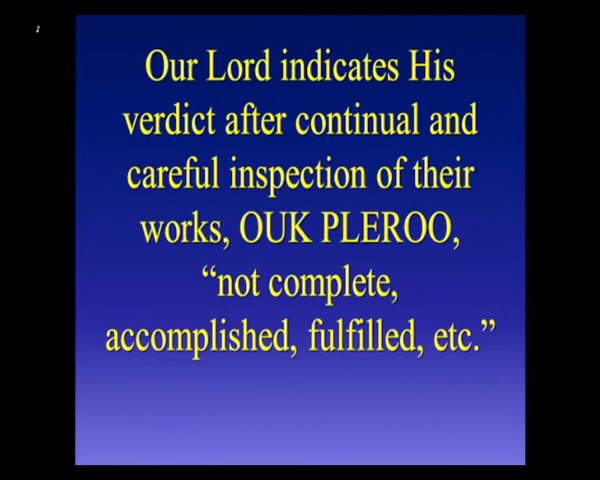 Our Lord indicates His
verdict after continual and
careful inspection of their
works, OUK PLEROO,
“not complete,
accomplished, fulfilled, etc.”